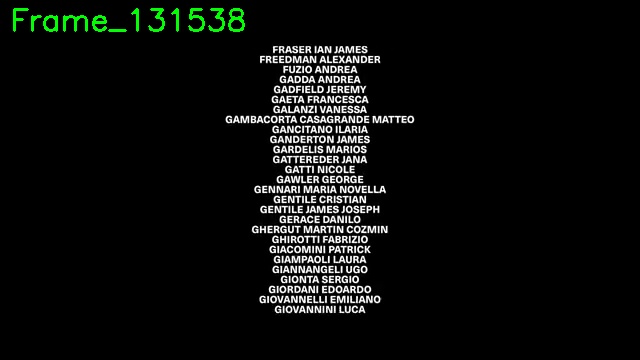 Frame_131538
FRASER IAN JAMES
FREEDMAN ALEXANDER
FUZIO ANDREA
GADDA ANDREA
GADFIELD JEREMY
GAETA FRANCESCA
GALANZI VANESSA
GAMBACORTA CASAGRANDE MATTEO
GANCITANO ILARIA
GANDERTON JAMES
GARDELIS MARIOS
GATTEREDER JANA
GATTI NICOLE
GAWLER GEORGE
GENNARI MARIA NOVELLA
GENTILE CRISTIAN
GENTILE JAMES JOSEPH
GERACE DANILO
GHERGUT MARTIN COZMIN
GHIROTTI FABRIZIO
GIACOMINI PATRICK
GIAMPAOLI LAURA
GIANNANGELI UGO
GIONTA SERGIO
GIORDANI EDOARDO
GIOVANNELLI EMILIANO
GIOVANNINI LUCA